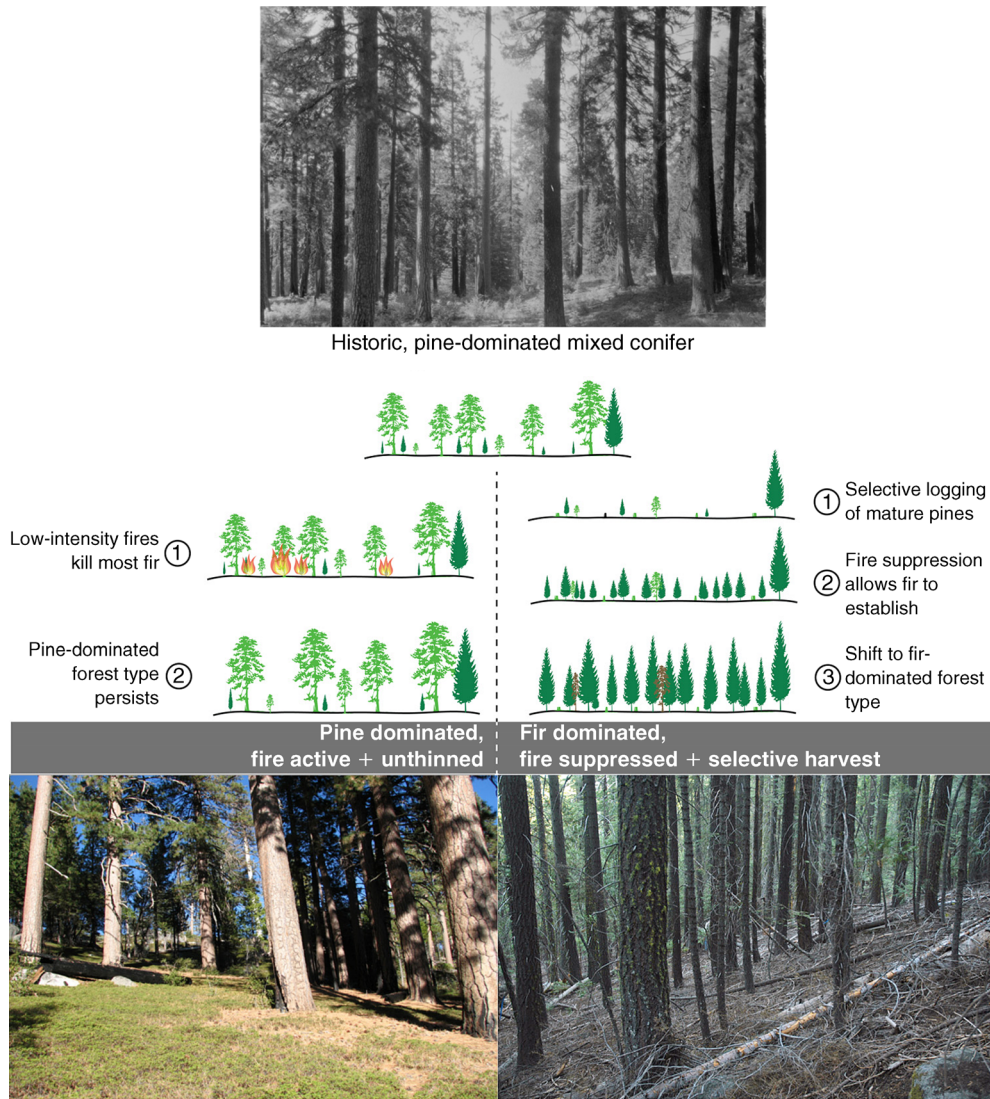 Historic, pine-dominated mixed conifer
Low-intensity fires
kill most fir
1
Pine-dominated
forest type
persists
2
1
Selective logging
of mature pines
2
Fire suppression
allows fir to
establish
3
Shift to fir-
dominated forest
type
Pine dominated,
fire active + unthinned
Fir dominated,
fire suppressed + selective harvest